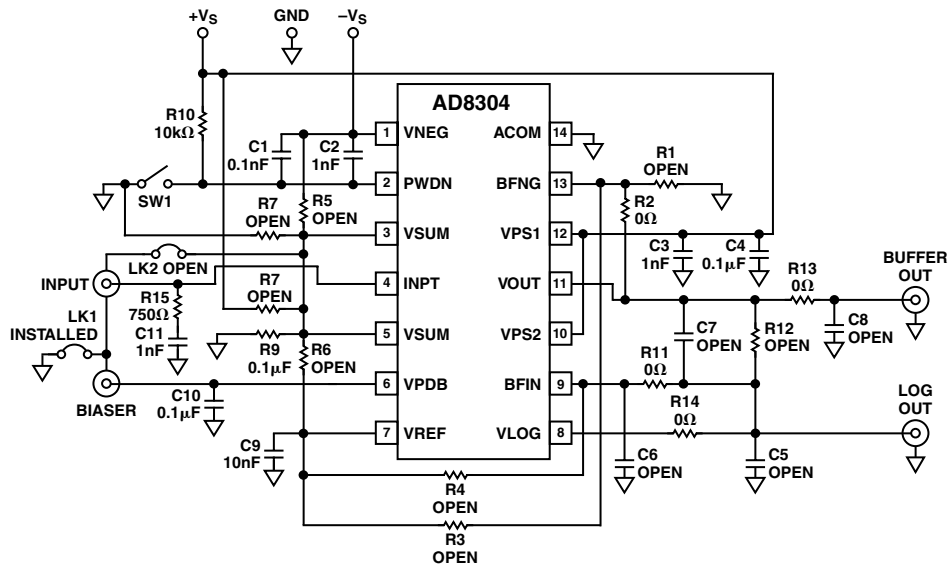 +VS
GND
–VS
AD8304
R10
10kΩ
C1
0.1nF
C2
1nF
1 VNEG
ACOM 14
R1
OPEN
SW1
2 PWDN
BFNG 13
R2
0Ω
R7
OPEN
R5
OPEN
3 VSUM
VPS1 12
C3
1nF
C4
0.1µF
LK2 OPEN
INPUT
R15
750Ω
R7
OPEN
4 INPT
VOUT 11
R13
0Ω
BUFFER
OUT
LK1
INSTALLED
C11
1nF
R9
0.1µF
R6
OPEN
5 VSUM
VPS2 10
C7
OPEN
R12
OPEN
C8
OPEN
BIASER
C10
0.1µF
6 VPDB
BFIN 9
R11
0Ω
R14
0Ω
LOG
OUT
C9
10nF
7 VREF
VLOG 8
C6
OPEN
C5
OPEN
R4
OPEN
R3
OPEN